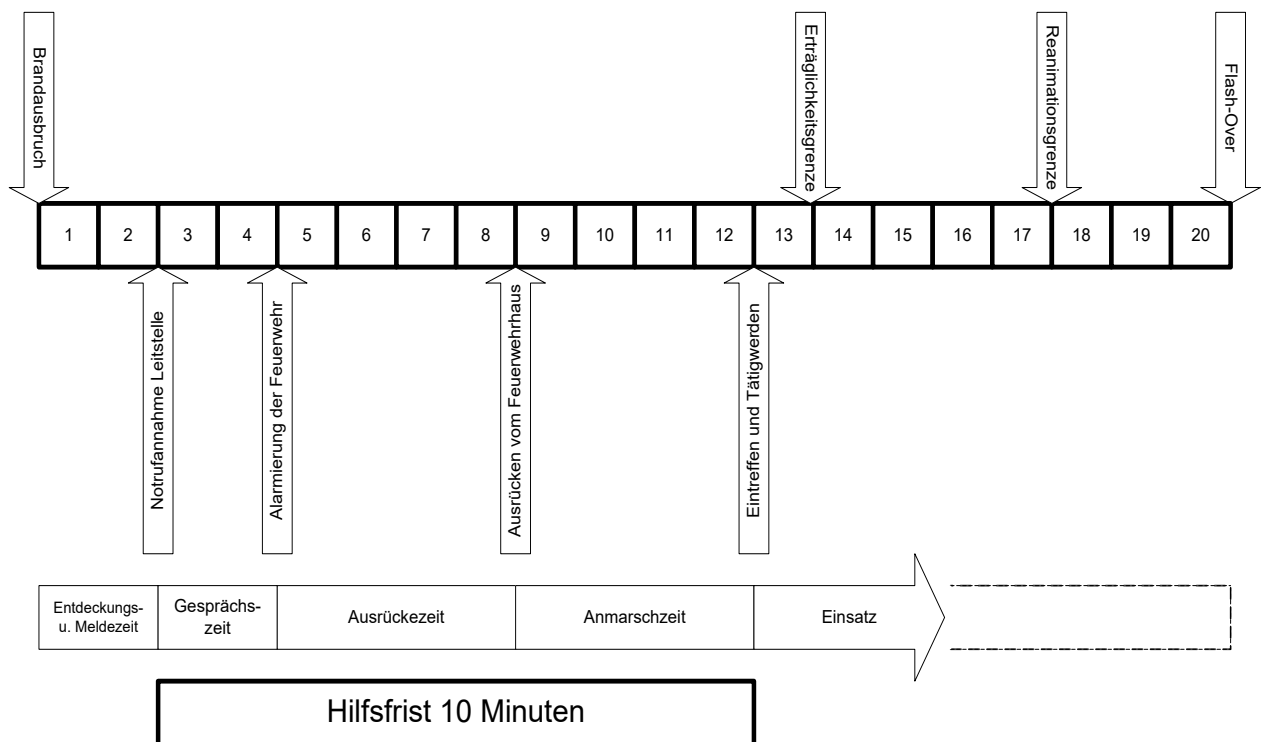 Brandausbruch
Erträglichkeitsgrenze
Reanimationsgrenze
Flash-Over
1 2 3 4 5 6 7 8 9 10 11 12 13 14 15 16 17 18 19 20
Notrufannahme Leitstelle
Alarmierung der Feuerwehr
Ausrücken vom Feuerwehrhaus
Eintreffen und Tätigwerden
Entdeckungs-
u. Meldezeit
Gesprächs-
zeit
Ausrückezeit
Anmarschzeit
Einsatz
Hilfsfrist 10 Minuten